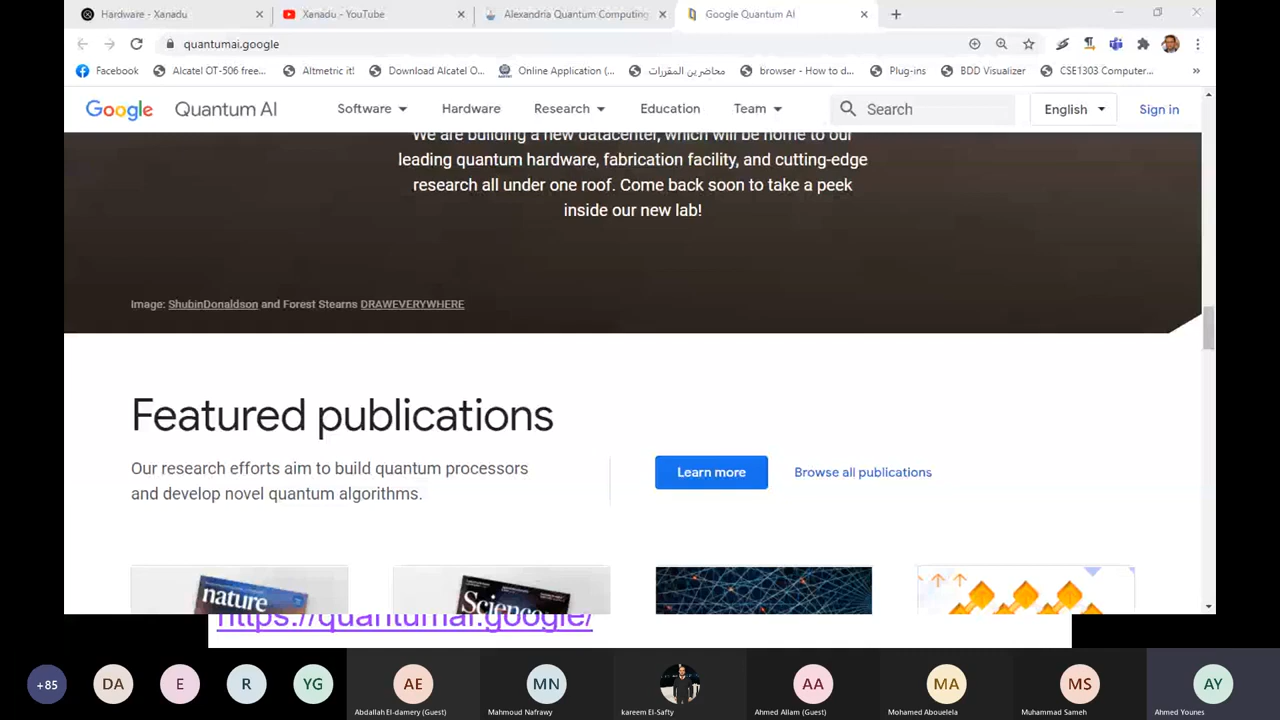 Hardware - Xanadu
Xanadu - YouTube
Alexandria Quantum Computing
Google Quantum AI
quantumai.google
Facebook
Alcatel OT-506 free...
Altmetric it!
Download Alcatel O...
Online Application (...
محاضرين المقررات
browser - How to d...
Plug-ins
BDD Visualizer
CSE1303 Computer...
»
Google Quantum AI
Software
Hardware
Research
Education
Team
Search
English
Sign in
We are building a new datacenter, which will be home to our
leading quantum hardware, fabrication facility, and cutting-edge
research all under one roof. Come back soon to take a peek
inside our new lab!
Image: ShubinDonaldson and Forest Stearns DRAWEVERYWHERE
Featured publications
Our research efforts aim to build quantum processors
and develop novel quantum algorithms.
Learn more
Browse all publications
nature
Science
https://quantumai.google/
+85
DA
E
R
YG
AE
MN
AA
MA
MS
AY
Abdallah El-damery (Guest)
Mahmoud Nafrawy
kareem El-Safty
Ahmed Allam (Guest)
Mohamed Abouelela
Muhammad Sameh
Ahmed Younes